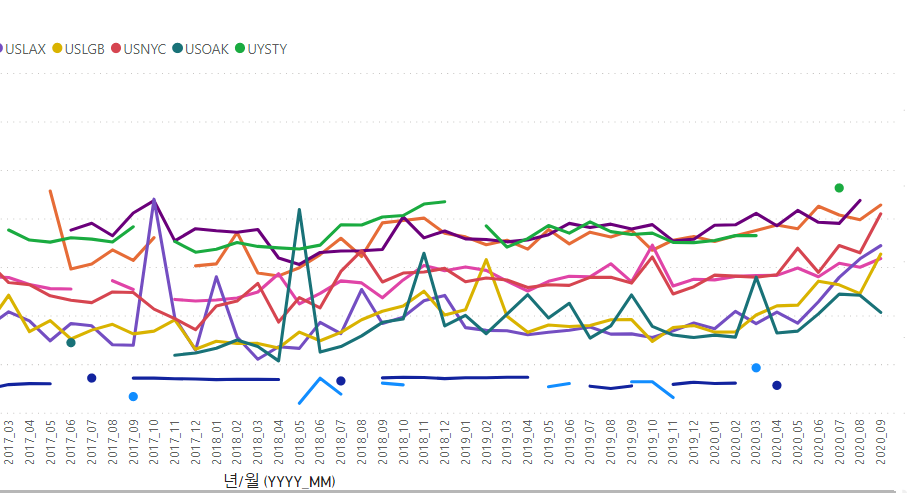 USLAX USLGB USNYC USOAK UYSTY
2017_03 2017_04 2017_05 2017_06 2017_07 2017_08 2017_09 2017_10 2017_11 2017_12 2018_01 2018_02 2018_03 2018_04 2018_05 2018_06 2018_07 2018_08 2018_09 2018_10 2018_11 2018_12 2019_01 2019_02 2019_03 2019_04 2019_05 2019_06 2019_07 2019_08 2019_09 2019_10 2019_11 2019_12 2020_01 2020_02 2020_03 2020_04 2020_05 2020_06 2020_07 2020_08 2020_09
년/월 (YYYY_MM)